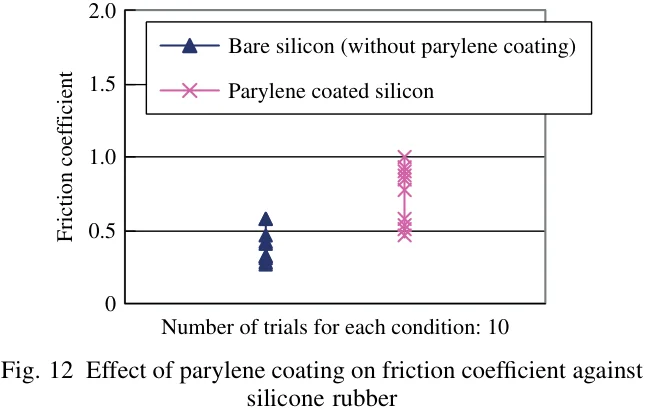 2.0
Bare silicon (without parylene coating)
1.5
Parylene coated silicon
Friction coefficient
1.0
0.5
0
Number of trials for each condition: 10
Fig. 12 Effect of parylene coating on friction coefficient against
silicone rubber